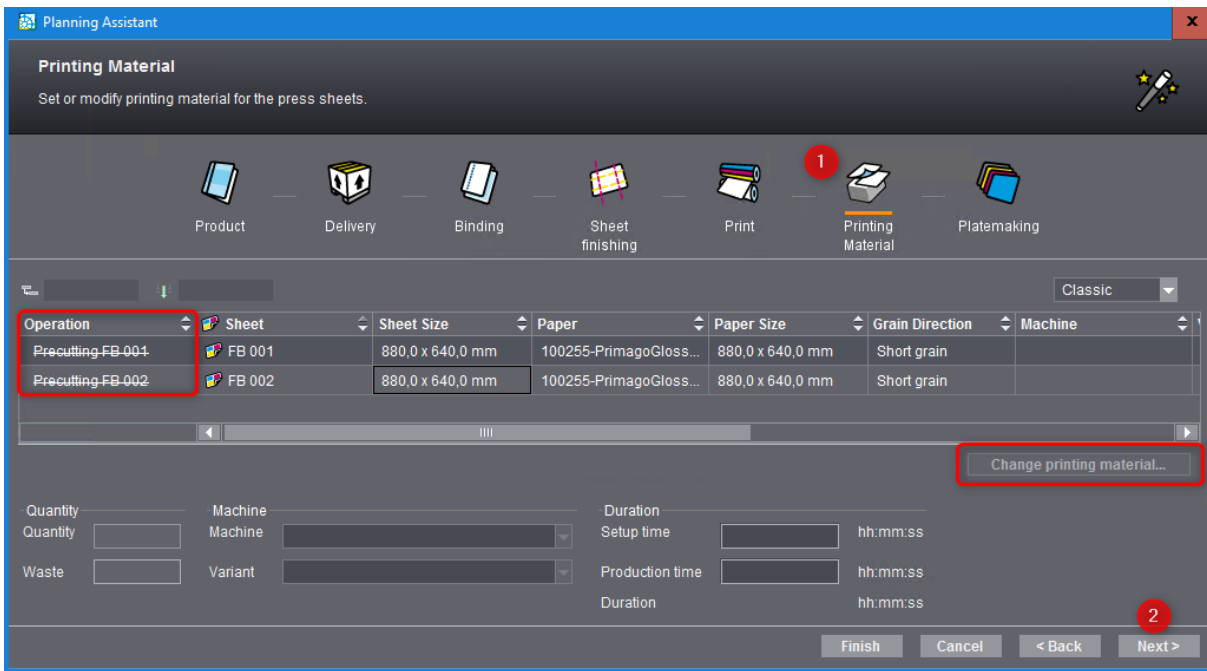 Planning Assistant
x
Printing Material
Set or modify printing material for the press sheets.
1
Product
Delivery
Binding
Sheet
finishing
Print
Printing
Material
Platemaking
Classic
Operation Sheet Sheet Size Paper Paper Size Grain Direction Machine
Precutting FB 001 FB 001 880,0 x 640,0 mm 100255-PrimagoGloss... 880,0 x 640,0 mm Short grain
Precutting FB 002 FB 002 880,0 x 640,0 mm 100255-PrimagoGloss... 880,0 x 640,0 mm Short grain
Change printing material...
Quantity Machine Duration
Quantity Machine Setup time hh:mm:ss
Waste Variant Production time hh:mm:ss
Duration hh:mm:ss
2
Finish Cancel < Back Next >